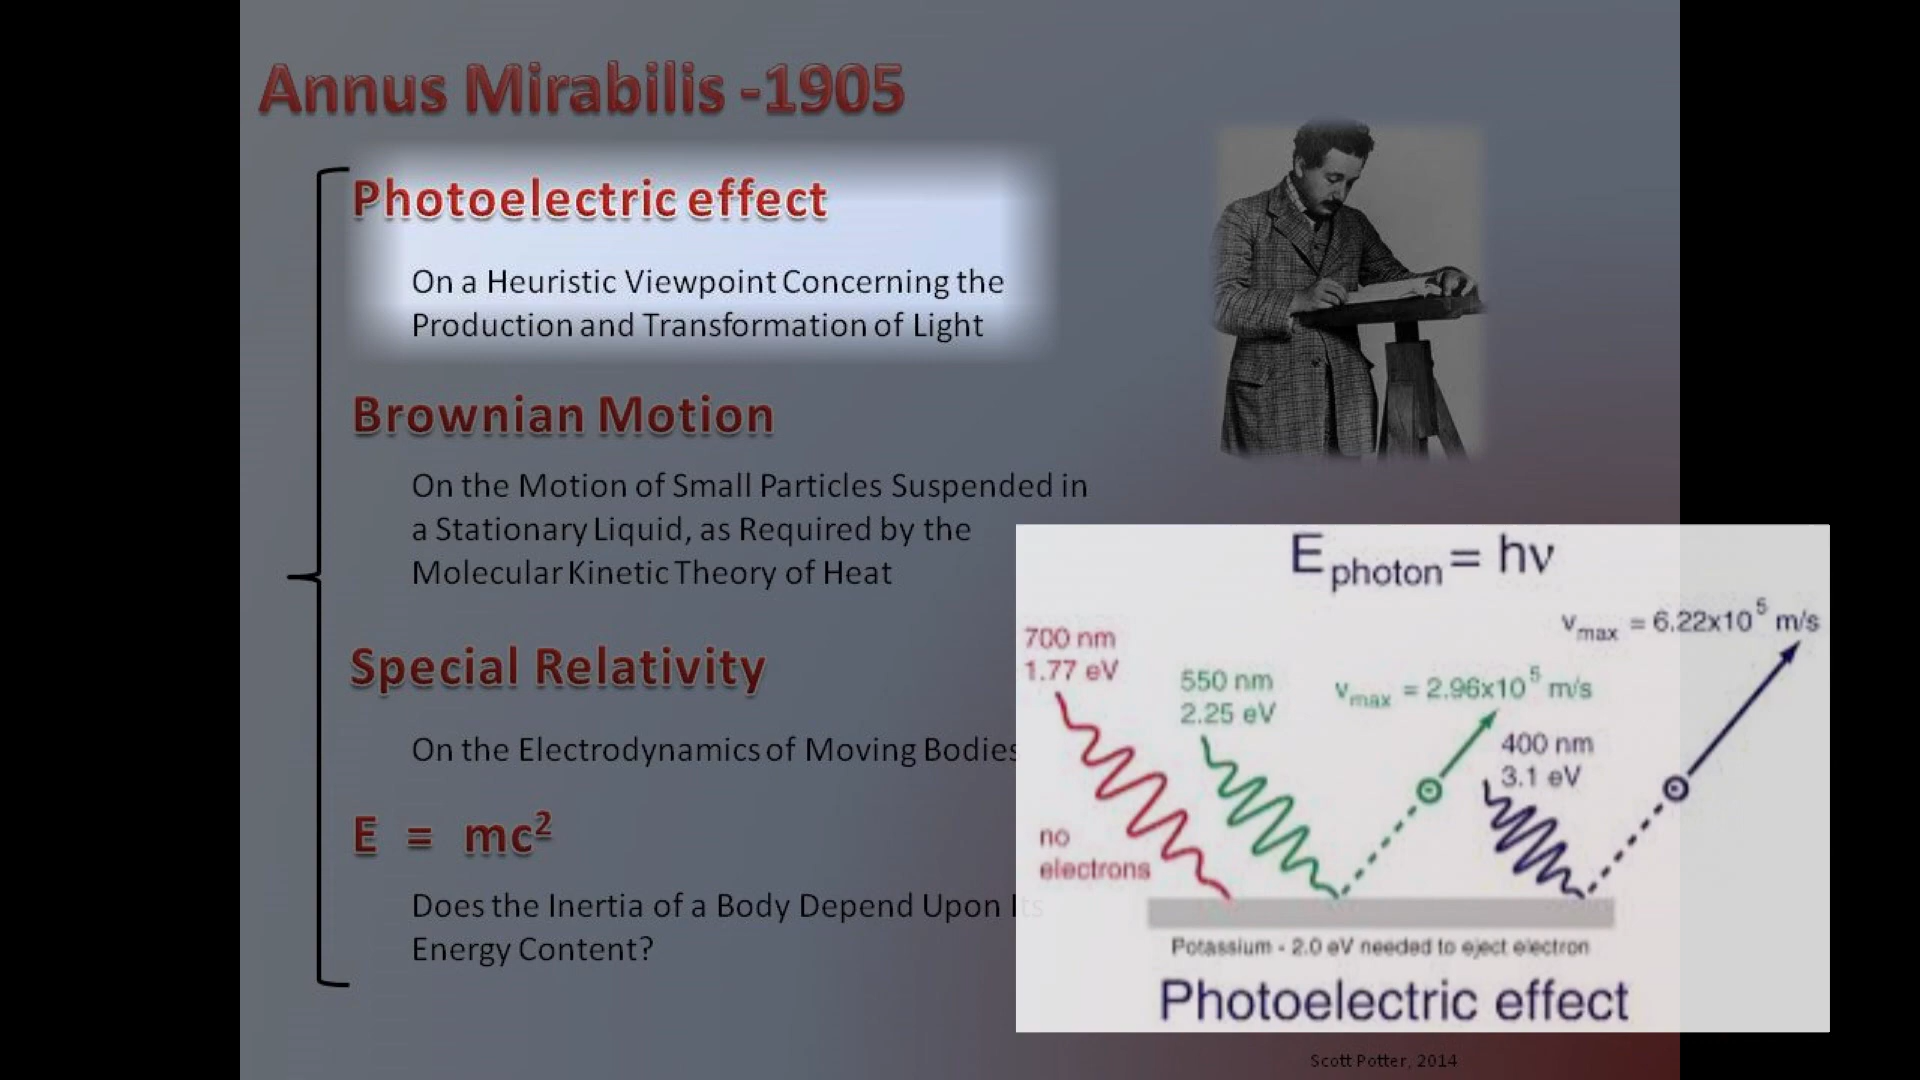 Annus Mirabilis -1905
Photoelectric effect
On a Heuristic Viewpoint Concerning the
Production and Transformation of Light
Brownian Motion
On the Motion of Small Particles Suspended in
a Stationary Liquid, as Required by the
Molecular Kinetic Theory of Heat
Special Relativity
On the Electrodynamics of Moving Bodies
E = mc²
Does the Inertia of a Body Depend Upon Its
Energy Content?
E photon = hν
700 nm
1.77 eV
no
electrons
550 nm
2.25 eV
vmax = 2.96x10⁵ m/s
400 nm
3.1 eV
vmax = 6.22x10⁵ m/s
Potassium - 2.0 eV needed to eject electron
Photoelectric effect
Scott Potter, 2014